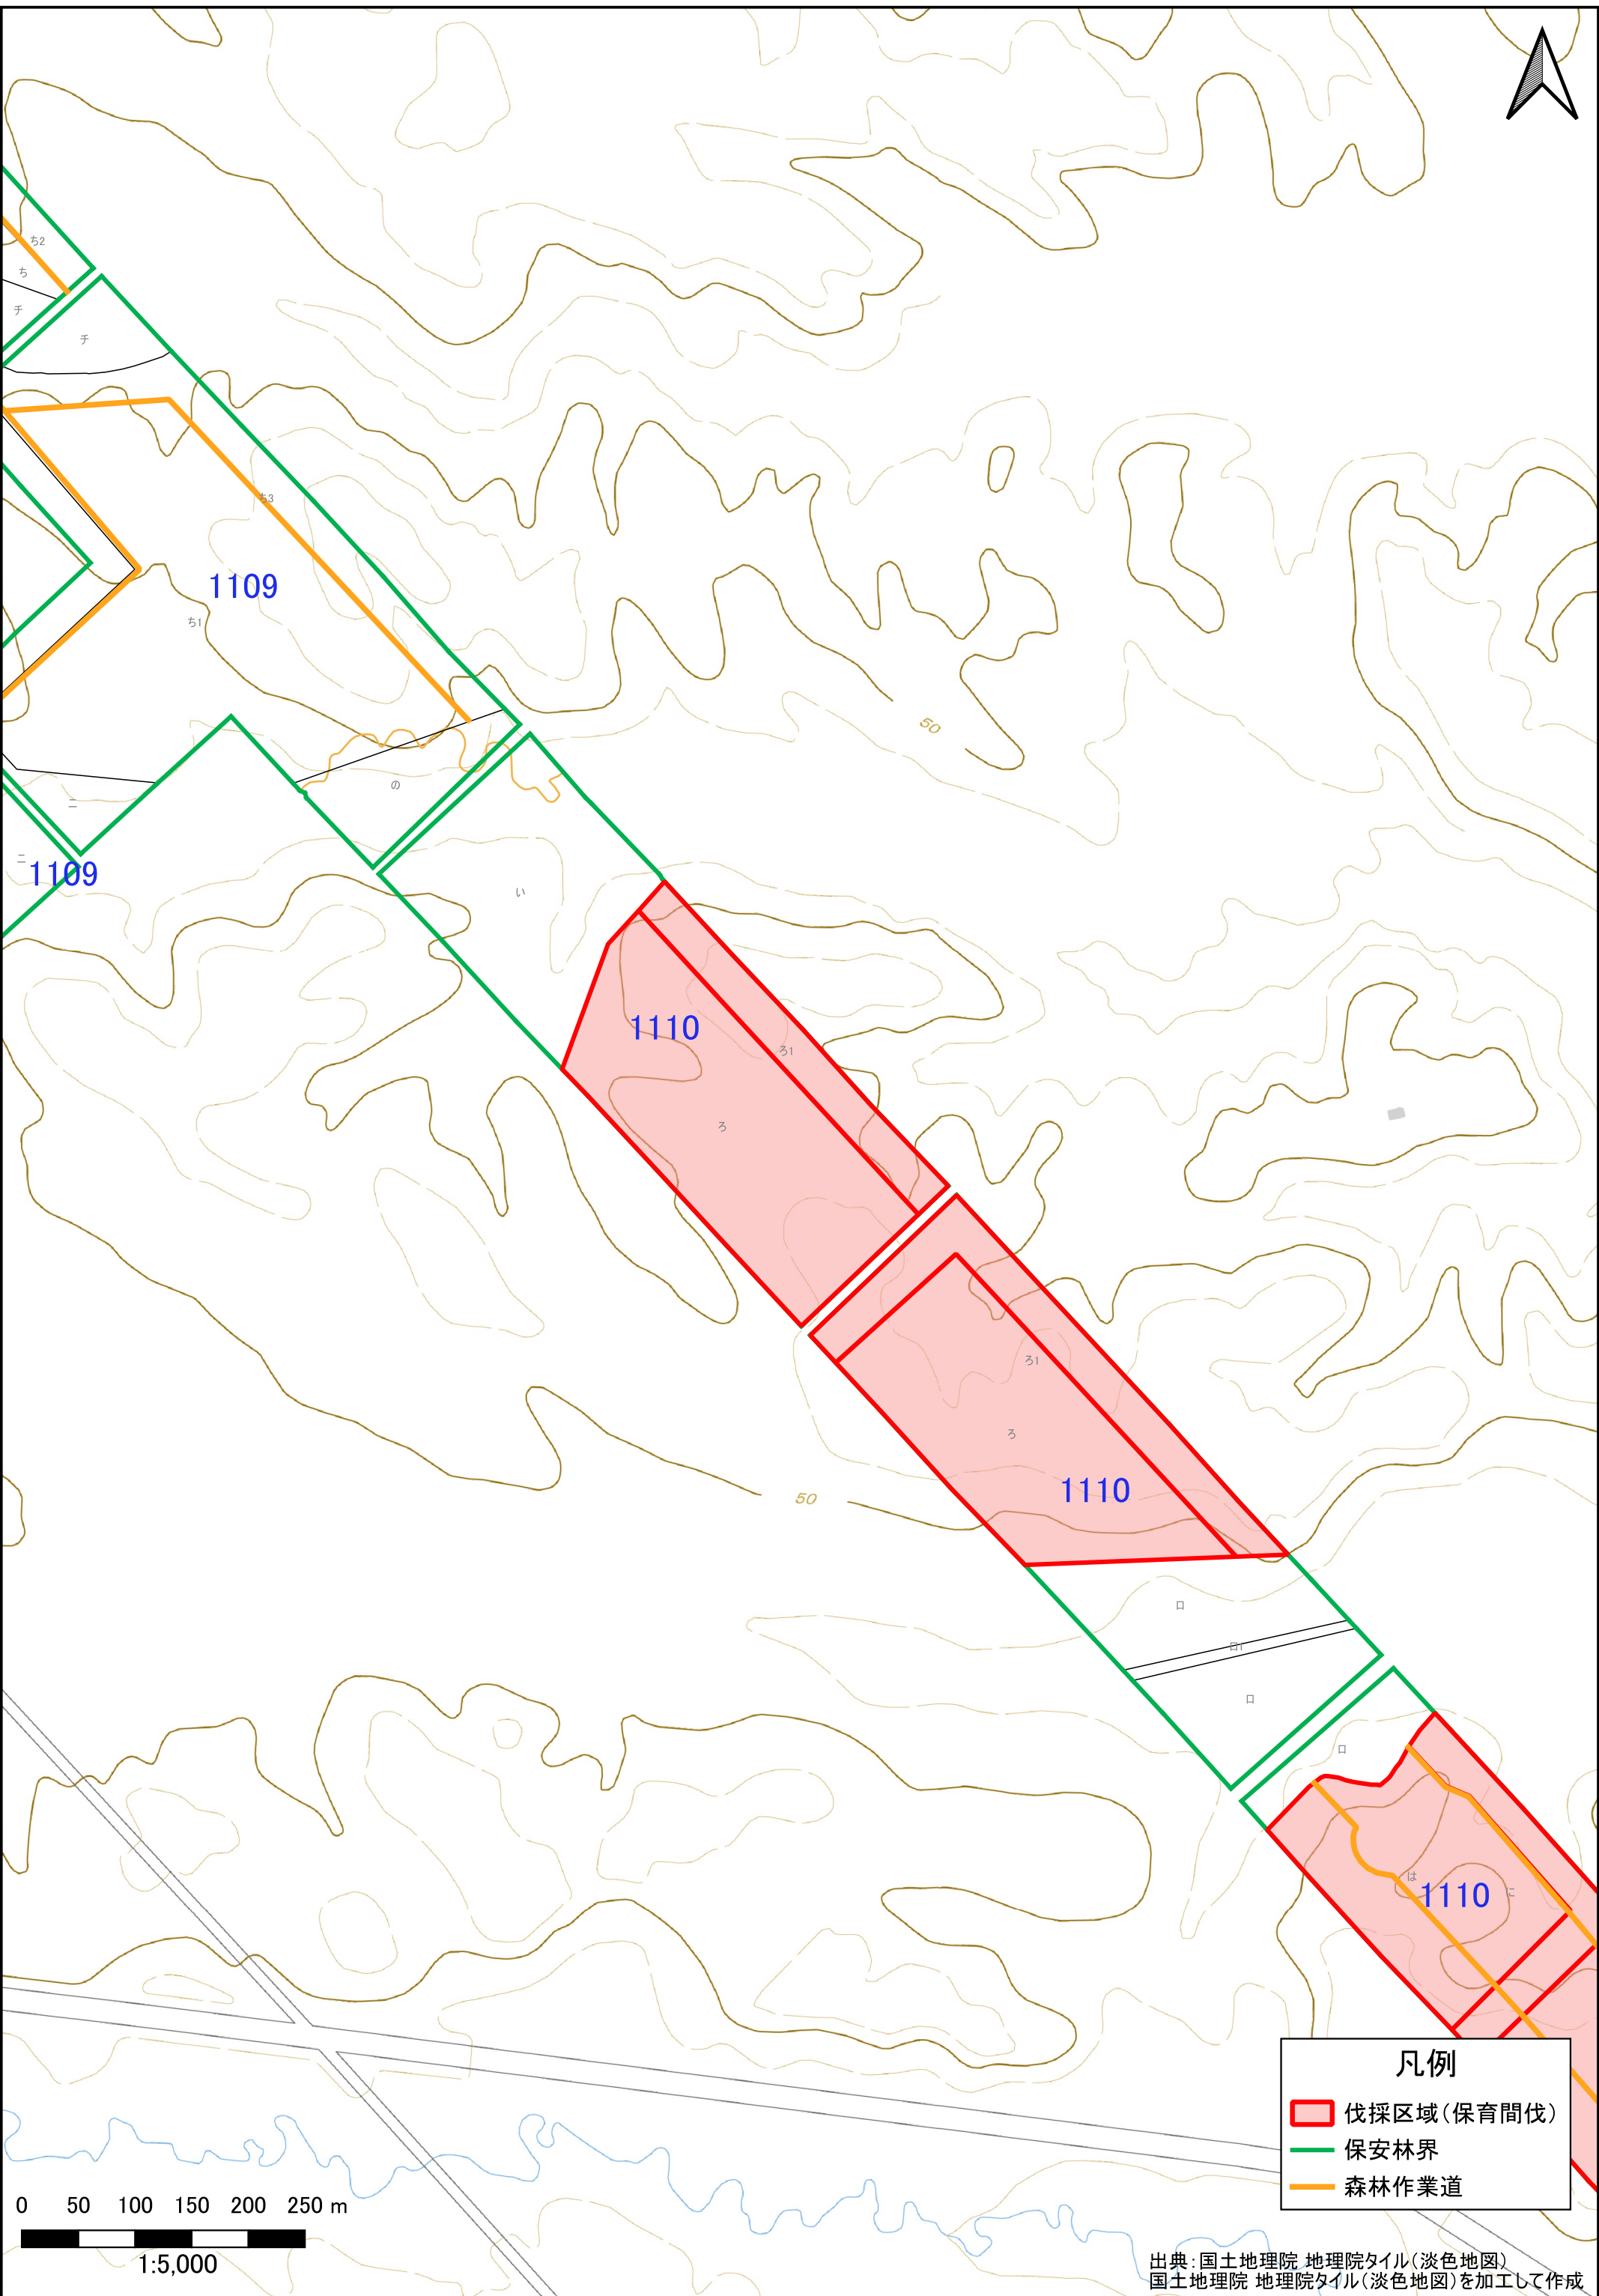 ち2
ち
チ
チ
ち3
1109
ち1
50
の
ニ
ニ
1109
い
1110
ろ1
ろ
ろ1
ろ
1110
50
ロ
ロ1
ロ
ロ
は
1110
に
凡例
伐採区域(保育間伐)
保安林界
森林作業道
0 50 100 150 200 250 m
1:5,000
出典:国土地理院 地理院タイル(淡色地図)
国土地理院 地理院タイル(淡色地図)を加工して作成